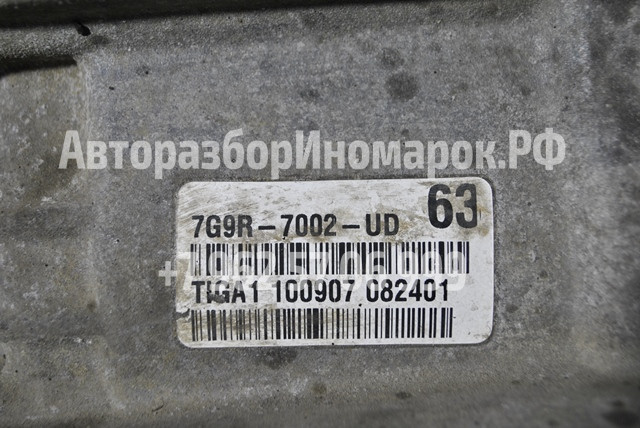 АвторазборИномарок.РФ
7G9R-7002-UD 63
TIGA1 100907 082401